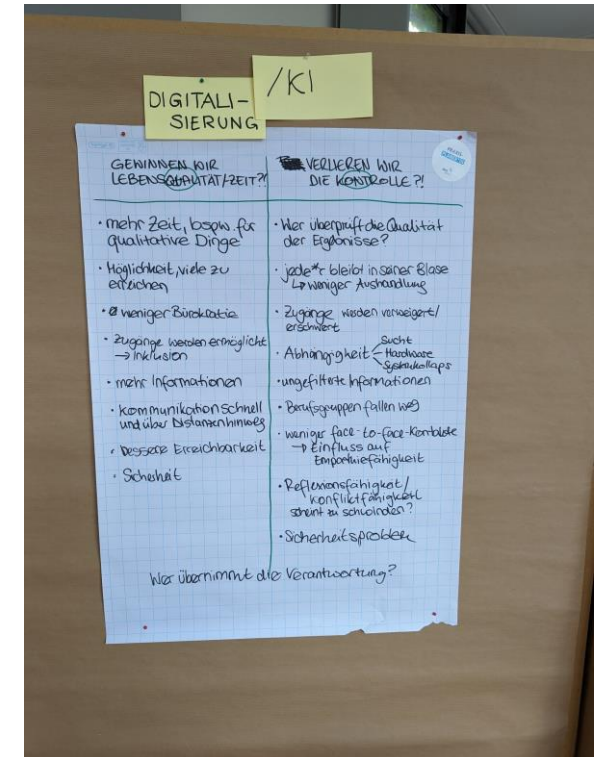 DIGITALI-
SIERUNG
/KI
GEWINNEN WIR
LEBENSQUALITÄT/ZEIT?!
• mehr Zeit, bspw. für
qualitative Dinge
• Möglichkeit, viele zu
erreichen
• weniger Bürokratie
• Zugänge werden ermöglicht
→ Inklusion
• mehr Informationen
• Kommunikation schnell
und über Distanzen hinweg
• bessere Erreichbarkeit
• Sicherheit
VERLIEREN WIR
DIE KONTROLLE?!
• Wer überprüft die Qualität
der Ergebnisse?
• jede*r bleibt in seiner Blase
↳ weniger Aushandlung
• Zugänge werden verweigert/
erschwert
• Abhängigkeit
Sucht
Hardware
Systemkollaps
• ungefilterte Informationen
• Berufsgruppen fallen weg
• weniger face-to-face-Kontakte
→ Einfluss auf
Empathiefähigkeit
• Reflexionsfähigkeit/
Konfliktfähigkeit
scheint zu schwinden?
• Sicherheitsproblem
Wer übernimmt die Verantwortung?